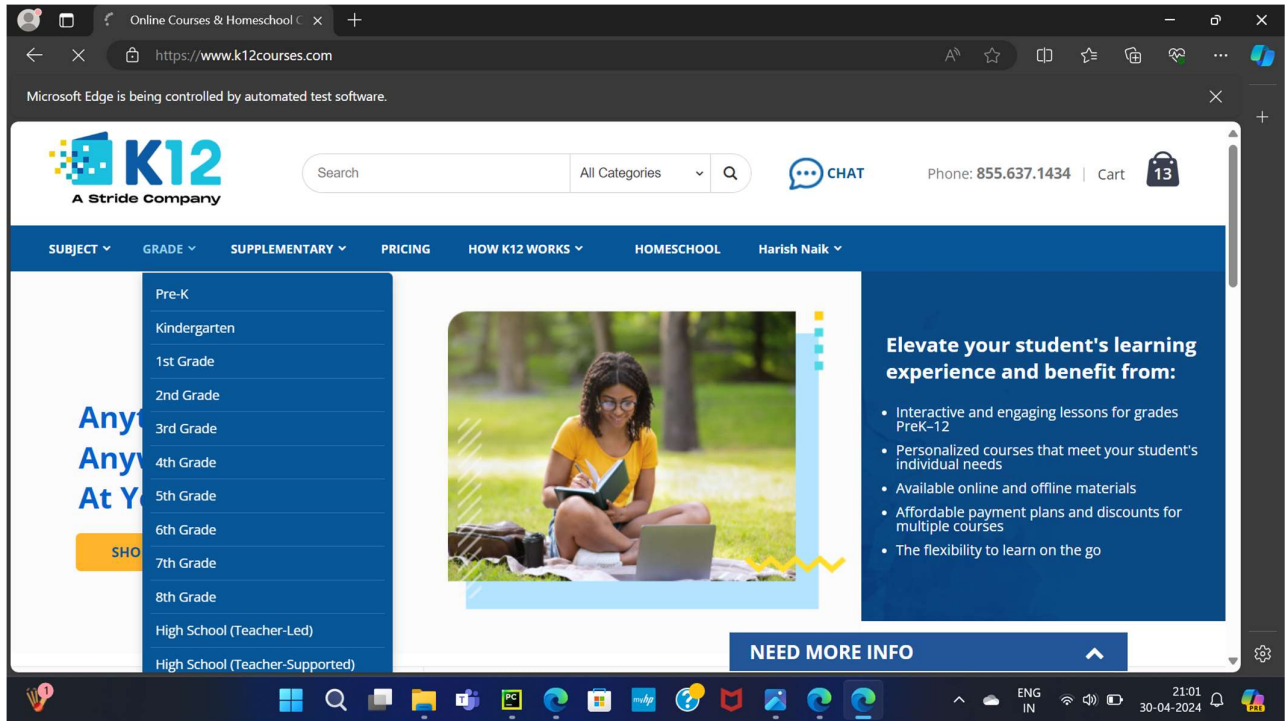 Online Courses & Homeschool C
https://www.k12courses.com
Microsoft Edge is being controlled by automated test software.
K12
A Stride Company
Search
All Categories
CHAT
Phone: 855.637.1434 | Cart
13
SUBJECT GRADE SUPPLEMENTARY PRICING HOW K12 WORKS HOMESCHOOL Harish Naik
Pre-K
Kindergarten
1st Grade
2nd Grade
3rd Grade
4th Grade
5th Grade
6th Grade
7th Grade
8th Grade
High School (Teacher-Led)
High School (Teacher-Supported)
At
SHO
Elevate your student's learning
experience and benefit from:
• Interactive and engaging lessons for grades
PreK–12
• Personalized courses that meet your student's
individual needs
• Available online and offline materials
• Affordable payment plans and discounts for
multiple courses
• The flexibility to learn on the go
NEED MORE INFO
1
PC
myhp
ENG
IN
21:01
30-04-2024
PRE